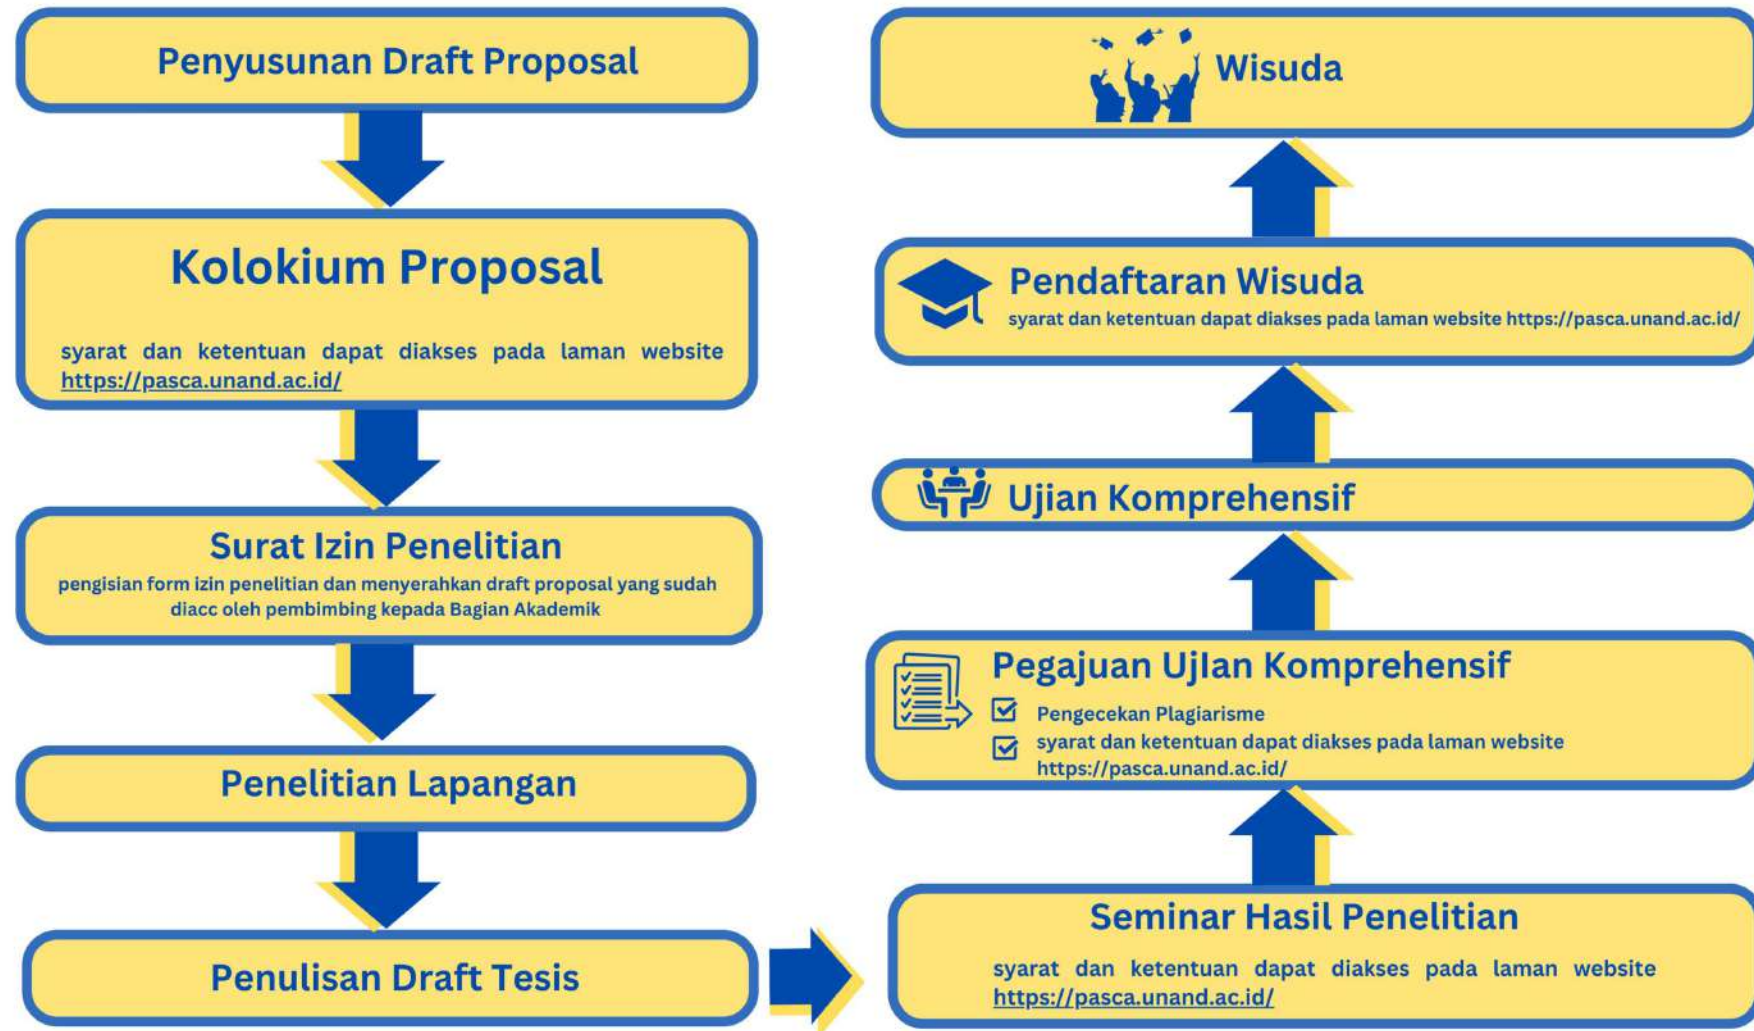 Penyusunan Draft Proposal
Kolokium Proposal
syarat dan ketentuan dapat diakses pada laman website
https://pasca.unand.ac.id/
Surat Izin Penelitian
pengisian form izin penelitian dan menyerahkan draft proposal yang sudah
diacc oleh pembimbing kepada Bagian Akademik
Penelitian Lapangan
Penulisan Draft Tesis
Seminar Hasil Penelitian
syarat dan ketentuan dapat diakses pada laman website
https://pasca.unand.ac.id/
Pegajuan UjIan Komprehensif
Pengecekan Plagiarisme
syarat dan ketentuan dapat diakses pada laman website
https://pasca.unand.ac.id/
Ujian Komprehensif
Pendaftaran Wisuda
syarat dan ketentuan dapat diakses pada laman website https://pasca.unand.ac.id/
Wisuda